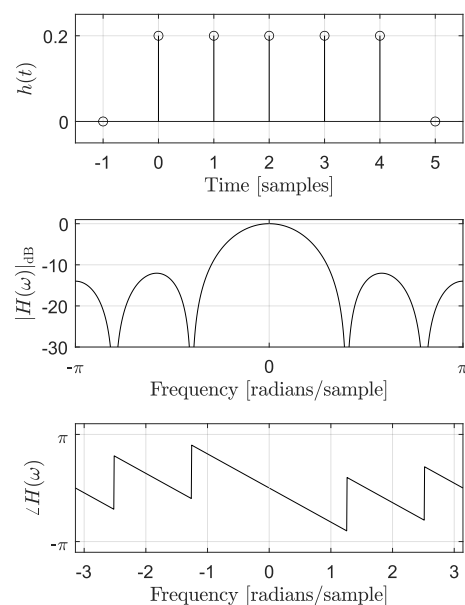 0.2
h(t)
0
-1 0 1 2 3 4 5
Time [samples]
0
-10
|H(ω)|dB
-20
-30
-π 0 π
Frequency [radians/sample]
π
∠H(ω)
-π
-3 -2 -1 0 1 2 3
Frequency [radians/sample]